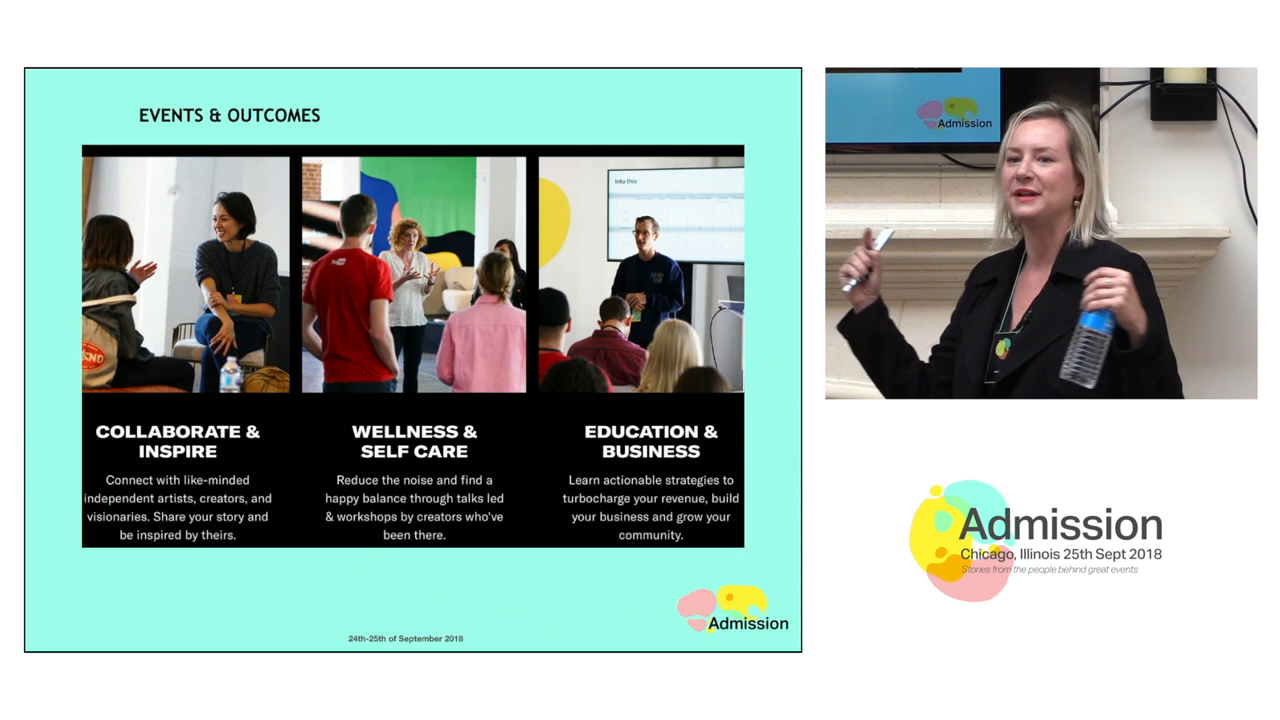 EVENTS & OUTCOMES
Into this:
COLLABORATE &
INSPIRE
Connect with like-minded
independent artists, creators, and
visionaries. Share your story and
be inspired by theirs.
WELLNESS &
SELF CARE
Reduce the noise and find a
happy balance through talks led
& workshops by creators who've
been there.
EDUCATION &
BUSINESS
Learn actionable strategies to
turbocharge your revenue, build
your business and grow your
community.
Admission
24th-25th of September 2018
Admission
Admission
Chicago, Illinois 25th Sept 2018
Stories from the people behind great events